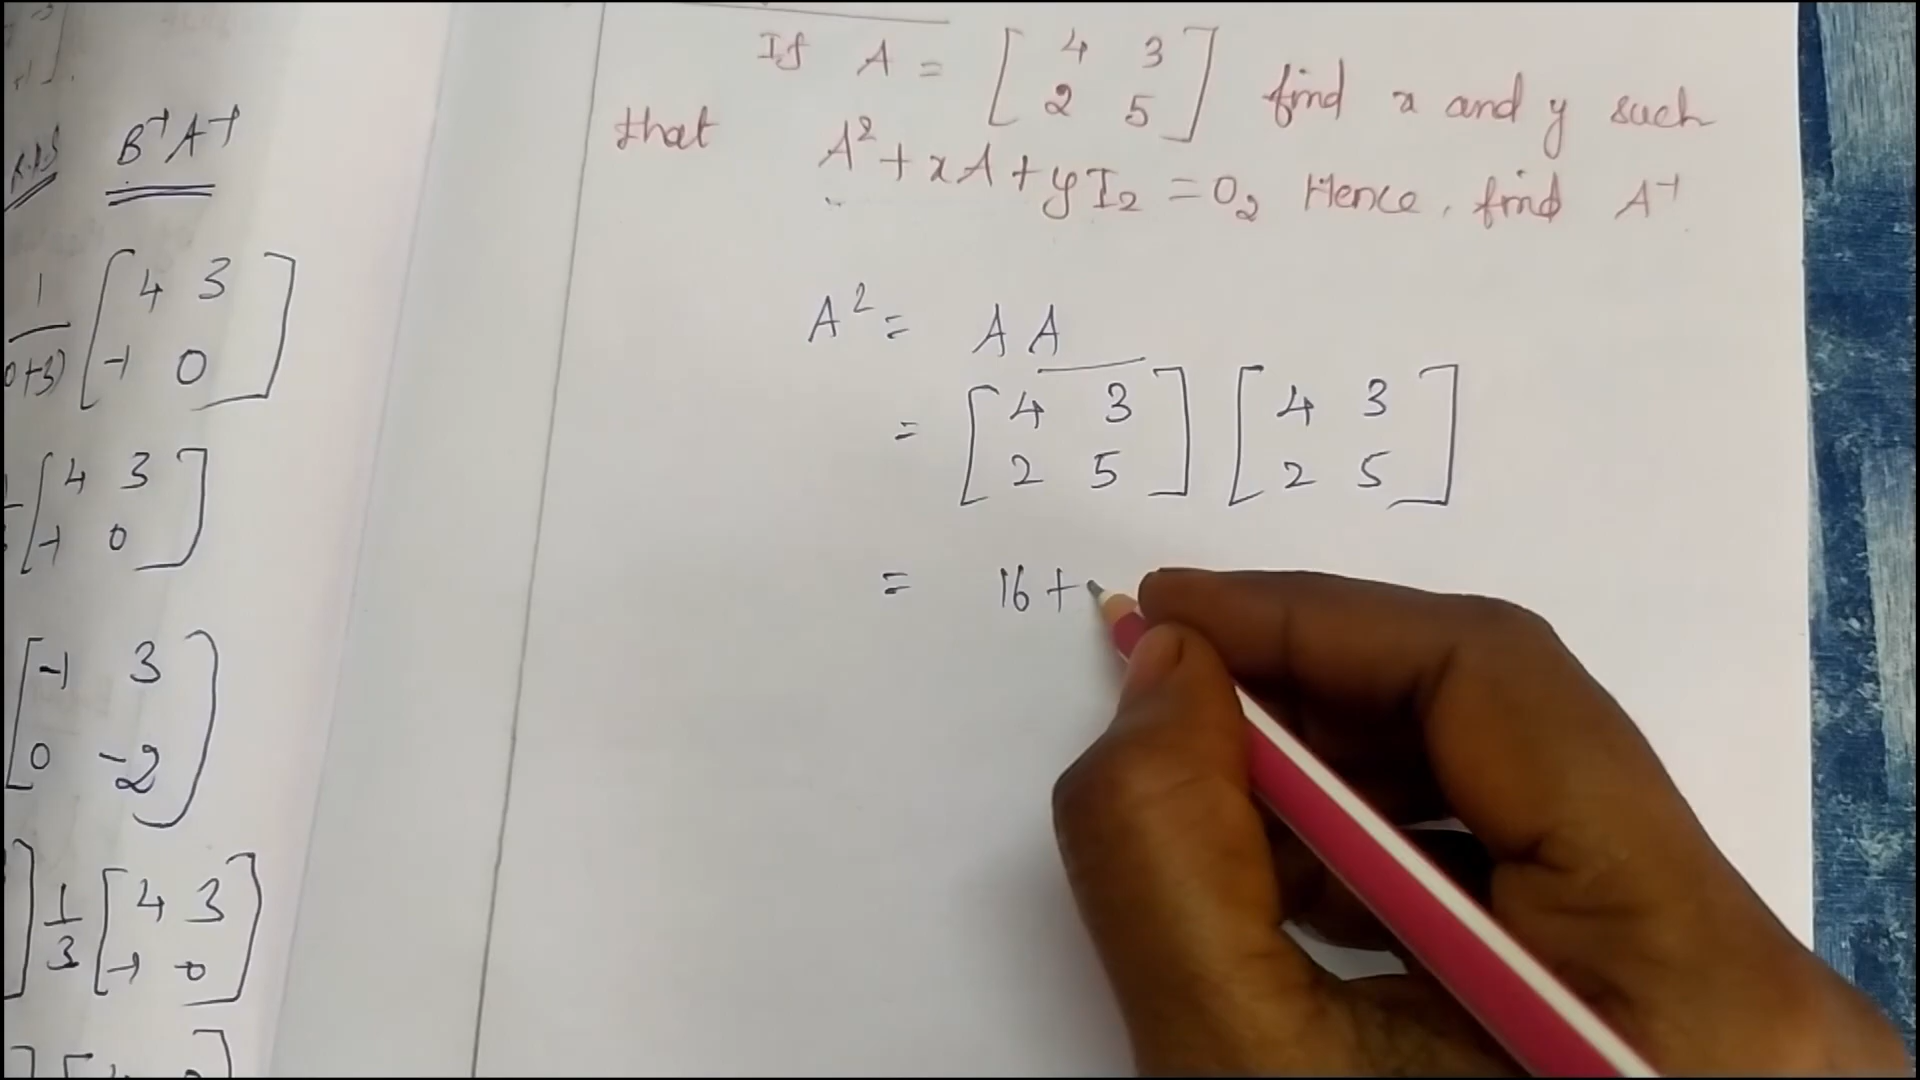 If A = [ 4 3
2 5 ] find x and y such
that A² + xA + yI₂ = O₂ Hence, find A⁻¹
A² = A A
= [ 4 3
2 5 ] [ 4 3
2 5 ]
= 16 +
B⁻¹A⁻¹
1 [ 4 3
0+3) -1 0 ]
[ 4 3
-1 0 ]
[ -1 3
0 -2 )
] 1/3 [ 4 3
-1 0 ]